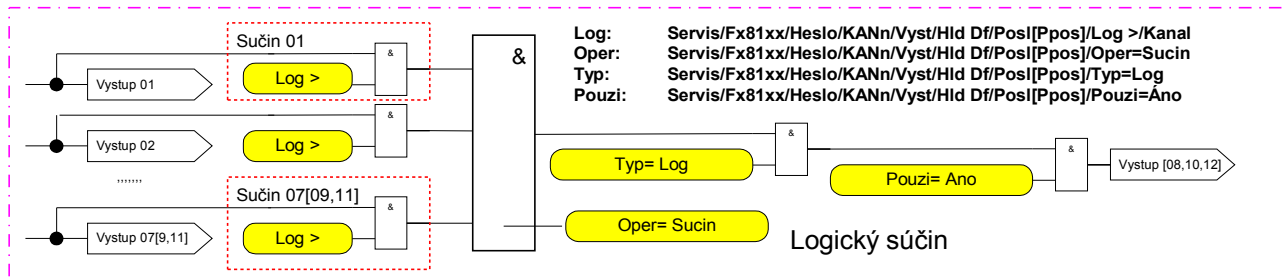 Sučin 01
&
Log >
Vystup 01
&
Log >
Vystup 02
,,,,,,,
Sučin 07[09,11]
&
Log >
Vystup 07[9,11]
&
Log: Servis/Fx81xx/Heslo/KANn/Vyst/Hld Df/Posl[Ppos]/Log >/Kanal
Oper: Servis/Fx81xx/Heslo/KANn/Vyst/Hld Df/Posl[Ppos]/Oper=Sucin
Typ: Servis/Fx81xx/Heslo/KANn/Vyst/Hld Df/Posl[Ppos]/Typ=Log
Pouzi: Servis/Fx81xx/Heslo/KANn/Vyst/Hld Df/Posl[Ppos]/Pouzi=Áno
&
Typ= Log
&
Pouzi= Ano
Vystup [08,10,12]
Oper= Sucin
Logický súčin